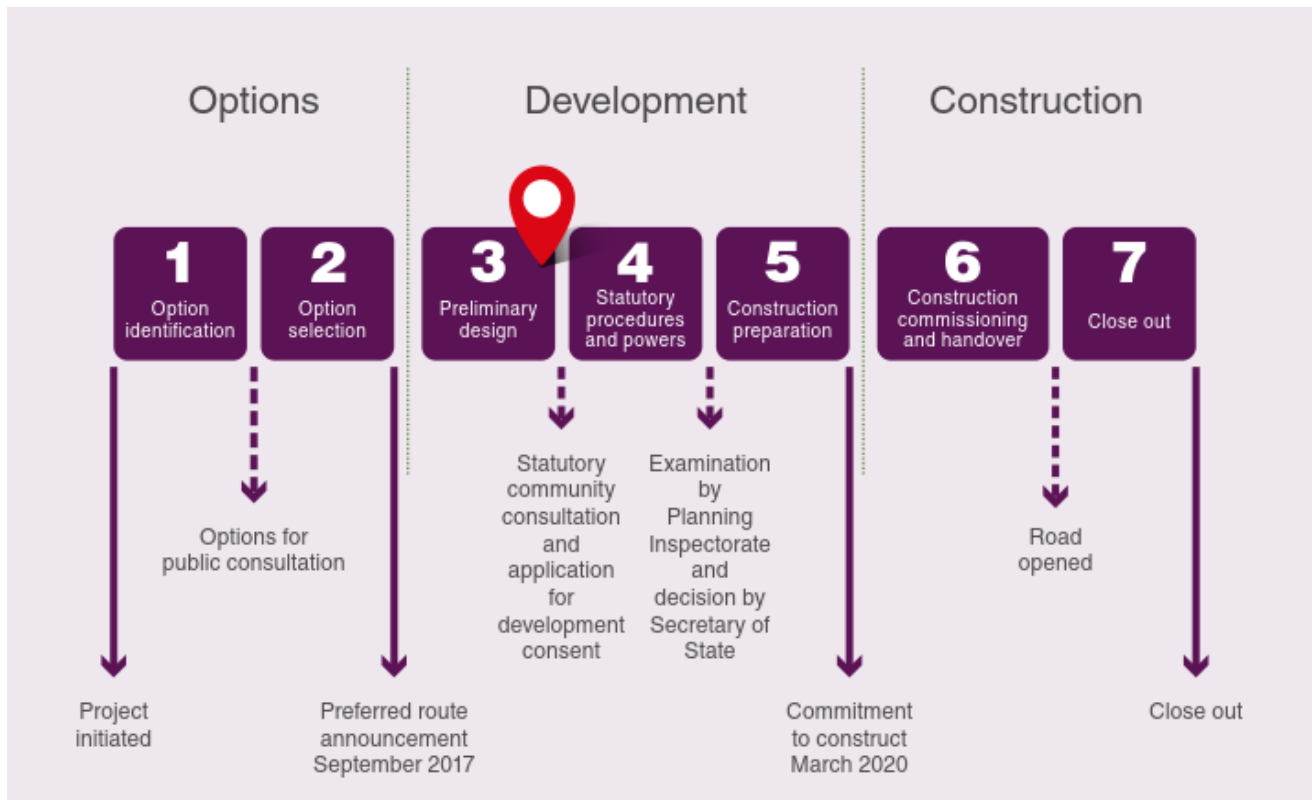 Options
Development
Construction
1
Option
identification
2
Option
selection
3
Preliminary
design
4
Statutory
procedures
and powers
5
Construction
preparation
6
Construction
commissioning
and handover
7
Close out
Options for
public consultation
Statutory
community
consultation
and
application
for
development
consent
Examination
by
Planning
Inspectorate
and
decision by
Secretary of
State
Road
opened
Project
initiated
Preferred route
announcement
September 2017
Commitment
to construct
March 2020
Close out